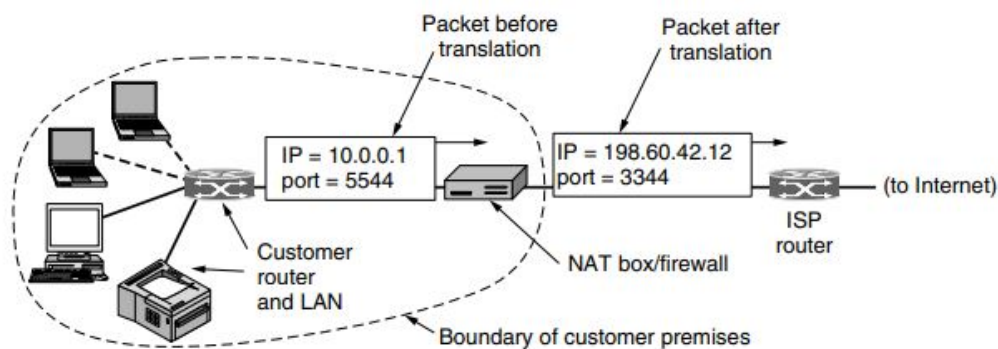 Packet before
translation
Packet after
translation
IP = 10.0.0.1
port = 5544
IP = 198.60.42.12
port = 3344
(to Internet)
ISP
router
Customer
router
and LAN
NAT box/firewall
Boundary of customer premises